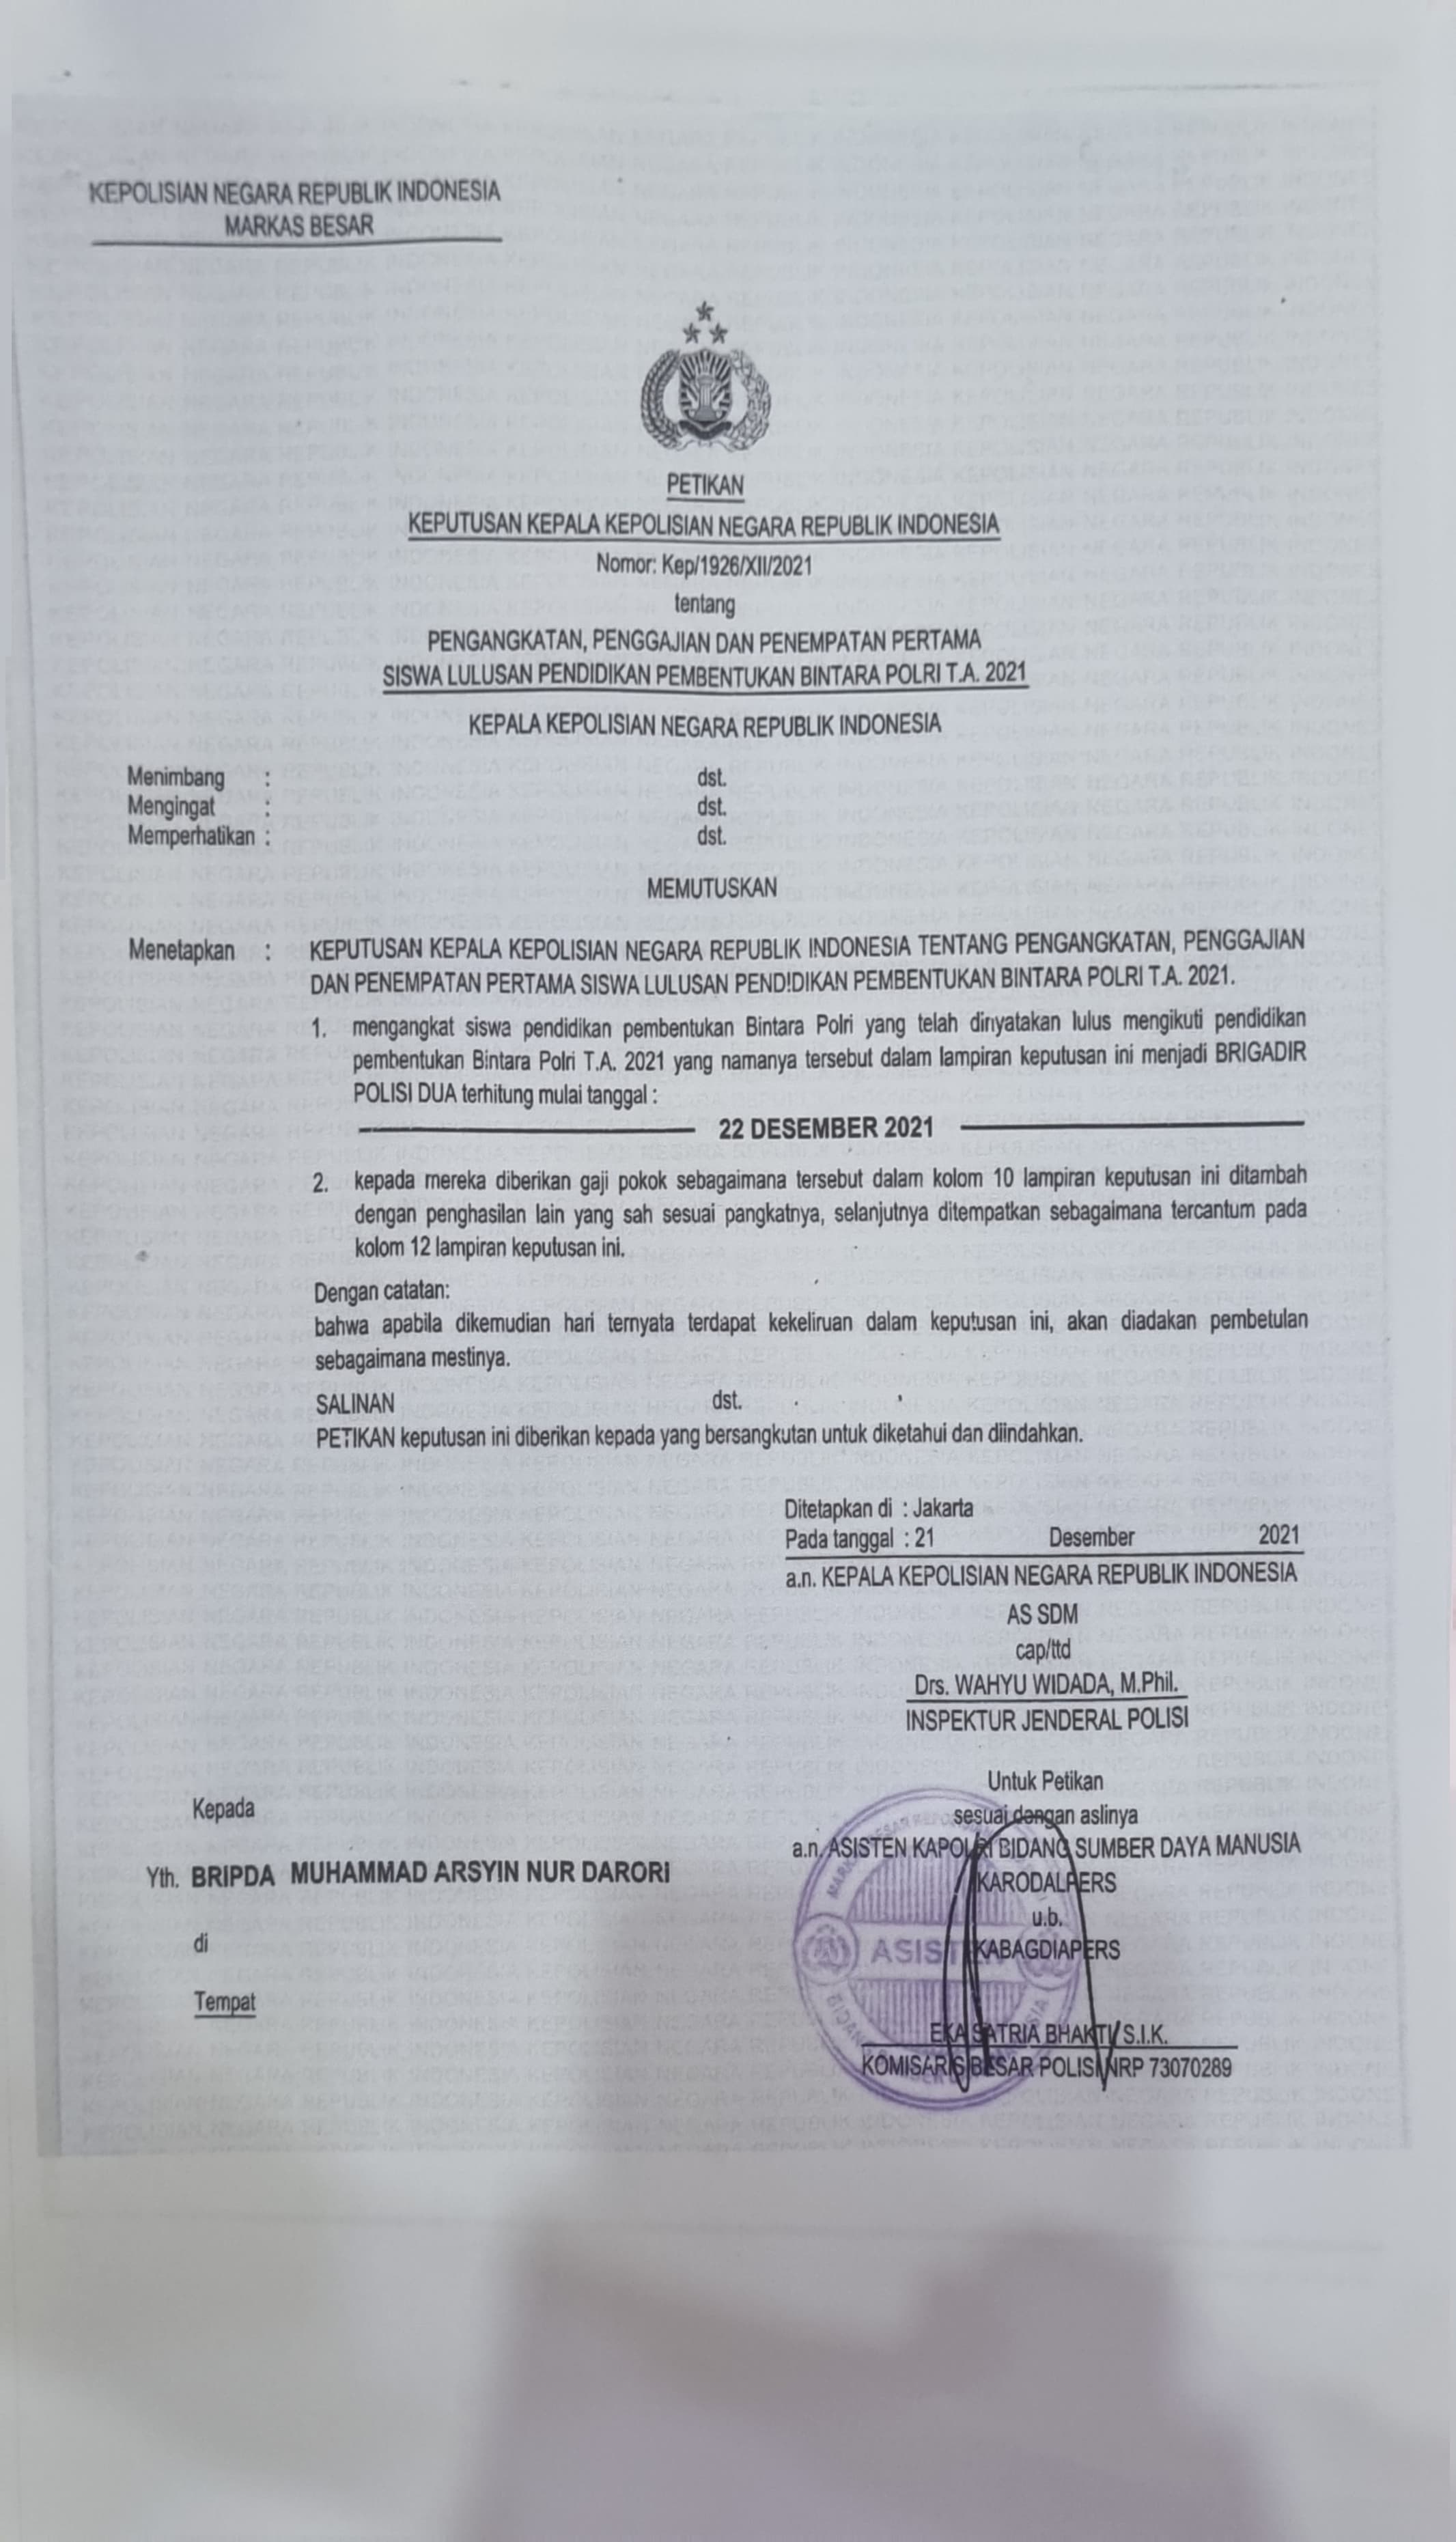 KEPOLISIAN NEGARA REPUBLIK INDONESIA
MARKAS BESAR
PETIKAN
KEPUTUSAN KEPALA KEPOLISIAN NEGARA REPUBLIK INDONESIA
Nomor: Kep/1926/XII/2021
tentang
PENGANGKATAN, PENGGAJIAN DAN PENEMPATAN PERTAMA
SISWA LULUSAN PENDIDIKAN PEMBENTUKAN BINTARA POLRI T.A. 2021
KEPALA KEPOLISIAN NEGARA REPUBLIK INDONESIA
Menimbang : dst.
Mengingat : dst.
Memperhatikan : dst.
MEMUTUSKAN
Menetapkan : KEPUTUSAN KEPALA KEPOLISIAN NEGARA REPUBLIK INDONESIA TENTANG PENGANGKATAN, PENGGAJIAN
DAN PENEMPATAN PERTAMA SISWA LULUSAN PENDIDIKAN PEMBENTUKAN BINTARA POLRI T.A. 2021.
1. mengangkat siswa pendidikan pembentukan Bintara Polri yang telah dinyatakan lulus mengikuti pendidikan
pembentukan Bintara Polri T.A. 2021 yang namanya tersebut dalam lampiran keputusan ini menjadi BRIGADIR
POLISI DUA terhitung mulai tanggal :
22 DESEMBER 2021
2. kepada mereka diberikan gaji pokok sebagaimana tersebut dalam kolom 10 lampiran keputusan ini ditambah
dengan penghasilan lain yang sah sesuai pangkatnya, selanjutnya ditempatkan sebagaimana tercantum pada
kolom 12 lampiran keputusan ini.
Dengan catatan:
bahwa apabila dikemudian hari ternyata terdapat kekeliruan dalam keputusan ini, akan diadakan pembetulan
sebagaimana mestinya.
SALINAN dst.
PETIKAN keputusan ini diberikan kepada yang bersangkutan untuk diketahui dan diindahkan.
Ditetapkan di : Jakarta
Pada tanggal : 21 Desember 2021
a.n. KEPALA KEPOLISIAN NEGARA REPUBLIK INDONESIA
AS SDM
cap/ttd
Drs. WAHYU WIDADA, M.Phil.
INSPEKTUR JENDERAL POLISI
Kepada
Yth. BRIPDA MUHAMMAD ARSYIN NUR DARORI
di
Tempat
Untuk Petikan
sesuai dengan aslinya
a.n. ASISTEN KAPOLRI BIDANG SUMBER DAYA MANUSIA
KARODALPERS
u.b.
KABAGDIAPERS
ASISTEN
EKA SATRIA BHAKTI, S.I.K.
KOMISARIS BESAR POLISI NRP 73070289